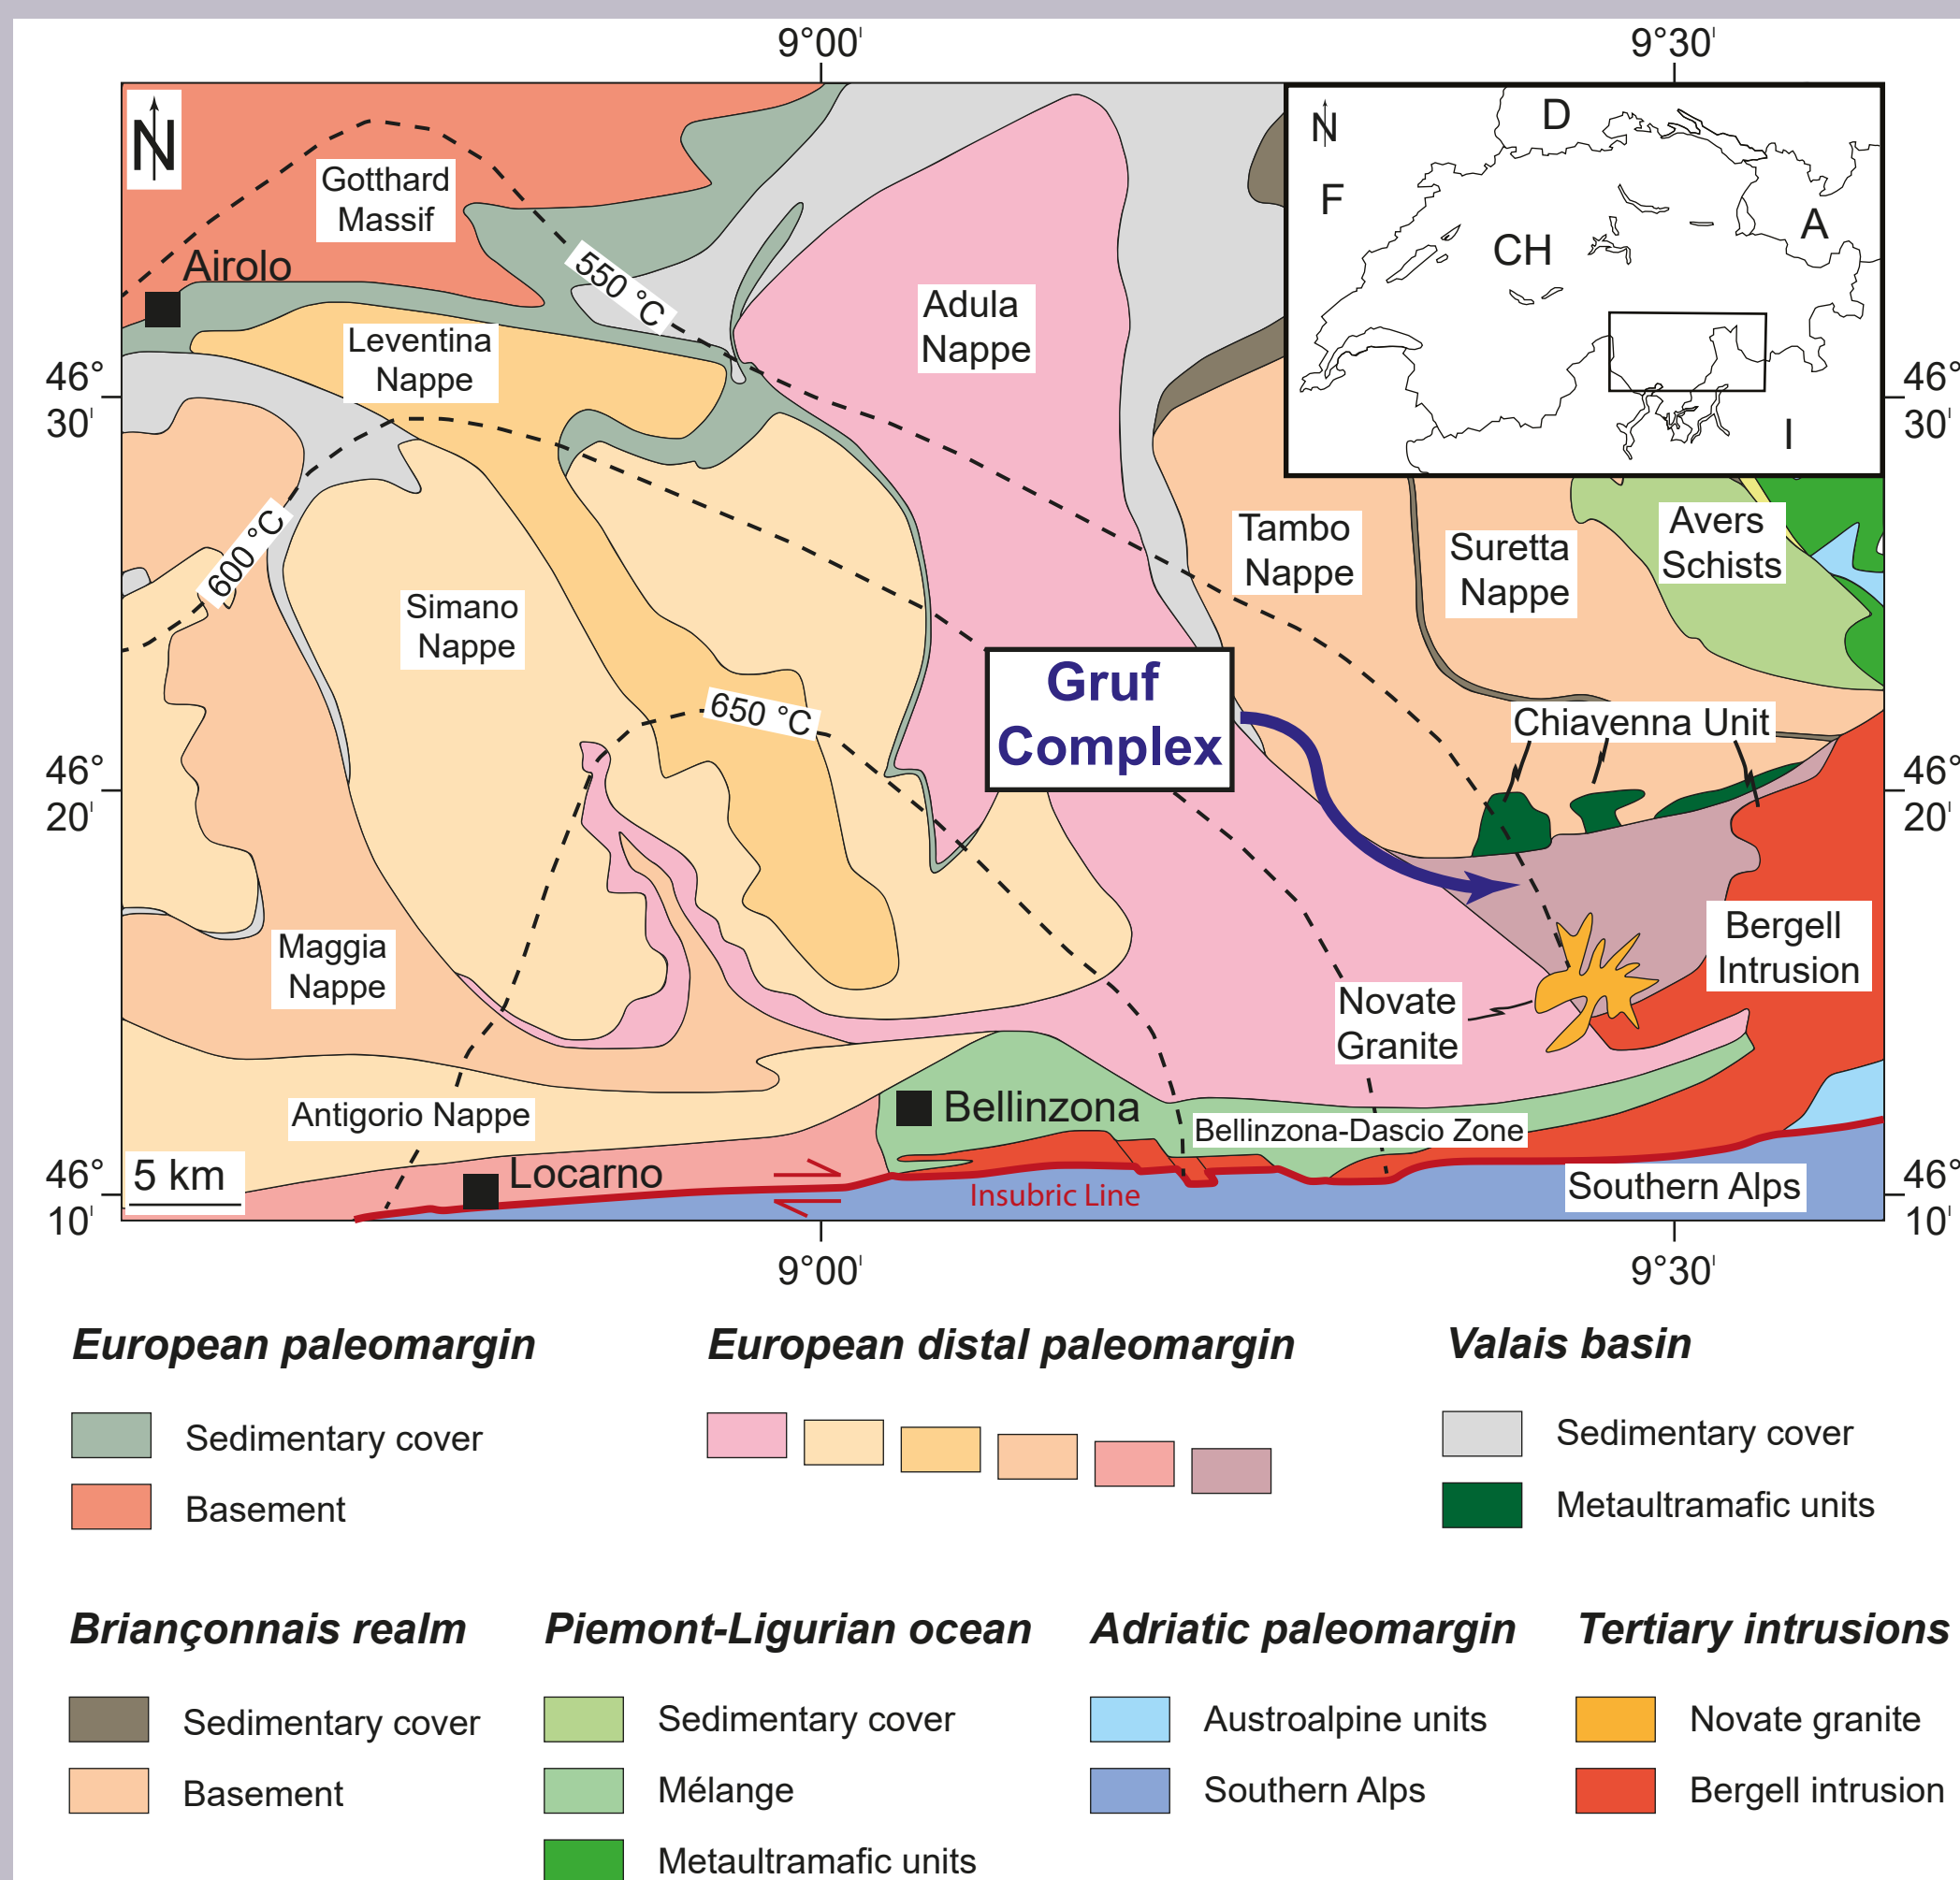 9°00'
9°30'
N
N
D
F
A
CH
I
Gotthard
Massif
Airolo
550 °C
Adula
Nappe
Leventina
Nappe
46°
30'
46°
30'
600 °C
Tambo
Nappe
Suretta
Nappe
Avers
Schists
Simano
Nappe
Gruf
Complex
650 °C
Chiavenna Unit
46°
20'
46°
20'
Maggia
Nappe
Bergell
Intrusion
Novate
Granite
Antigorio Nappe
Bellinzona
Bellinzona-Dascio Zone
46°
10'
5 km
Locarno
Insubric Line
Southern Alps
46°
10'
9°00'
9°30'
European paleomargin
Sedimentary cover
Basement
European distal paleomargin
Valais basin
Sedimentary cover
Metaultramafic units
Briançonnais realm
Sedimentary cover
Basement
Piemont-Ligurian ocean
Sedimentary cover
Mélange
Metaultramafic units
Adriatic paleomargin
Austroalpine units
Southern Alps
Tertiary intrusions
Novate granite
Bergell intrusion